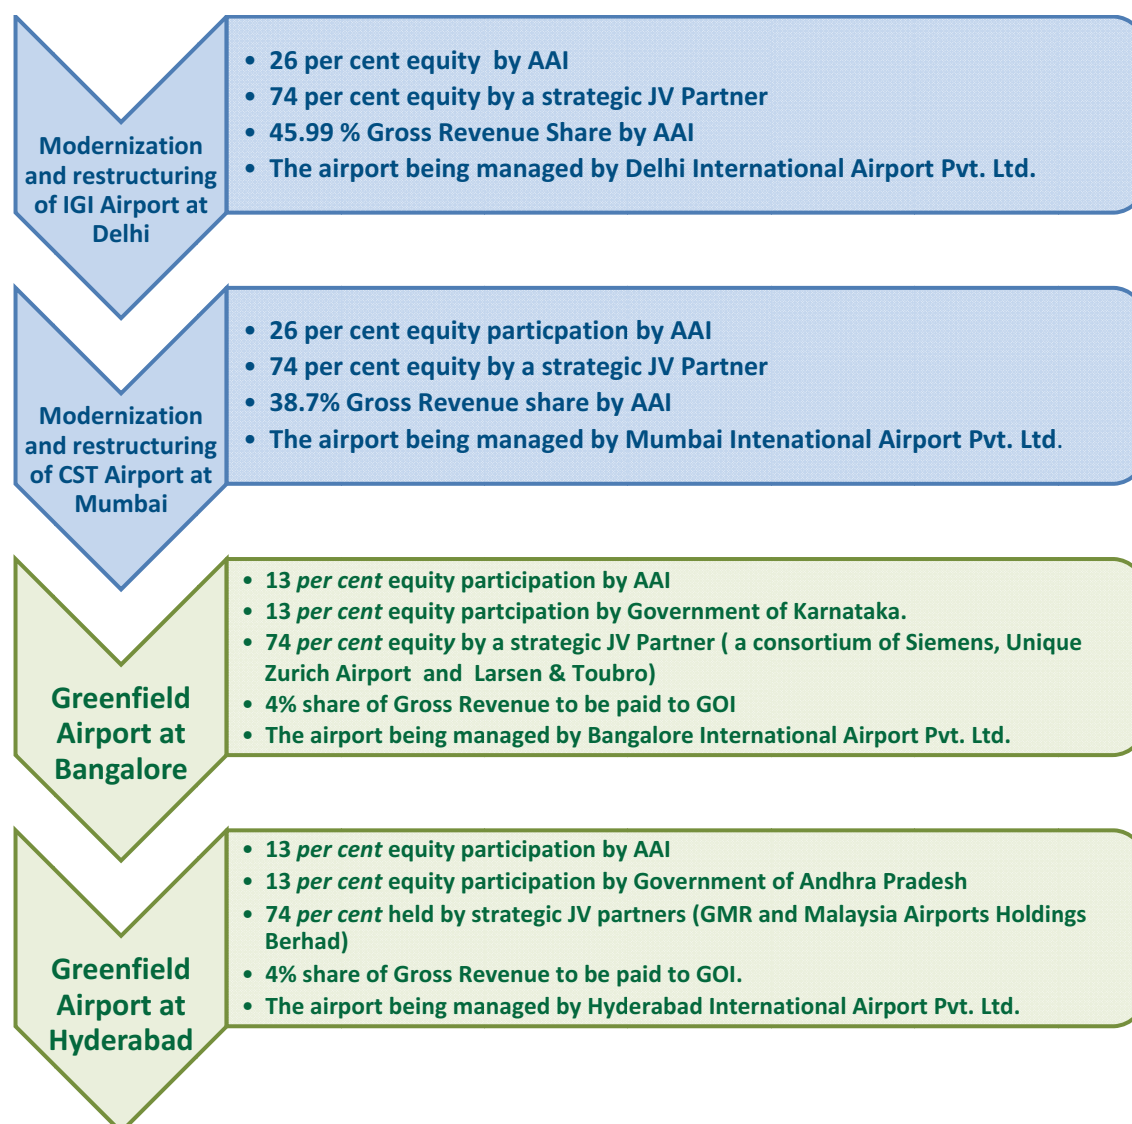 Modernization
and restructuring
of IGI Airport at
Delhi
• 26 per cent equity by AAI
• 74 per cent equity by a strategic JV Partner
• 45.99 % Gross Revenue Share by AAI
• The airport being managed by Delhi International Airport Pvt. Ltd.
Modernization
and restructuring
of CST Airport at
Mumbai
• 26 per cent equity particpation by AAI
• 74 per cent equity by a strategic JV Partner
• 38.7% Gross Revenue share by AAI
• The airport being managed by Mumbai Intenational Airport Pvt. Ltd.
Greenfield
Airport at
Bangalore
• 13 per cent equity participation by AAI
• 13 per cent equity partcipation by Government of Karnataka.
• 74 per cent equity by a strategic JV Partner ( a consortium of Siemens, Unique
Zurich Airport and Larsen & Toubro)
• 4% share of Gross Revenue to be paid to GOI
• The airport being managed by Bangalore International Airport Pvt. Ltd.
Greenfield
Airport at
Hyderabad
• 13 per cent equity participation by AAI
• 13 per cent equity participation by Government of Andhra Pradesh
• 74 per cent held by strategic JV partners (GMR and Malaysia Airports Holdings
Berhad)
• 4% share of Gross Revenue to be paid to GOI.
• The airport being managed by Hyderabad International Airport Pvt. Ltd.